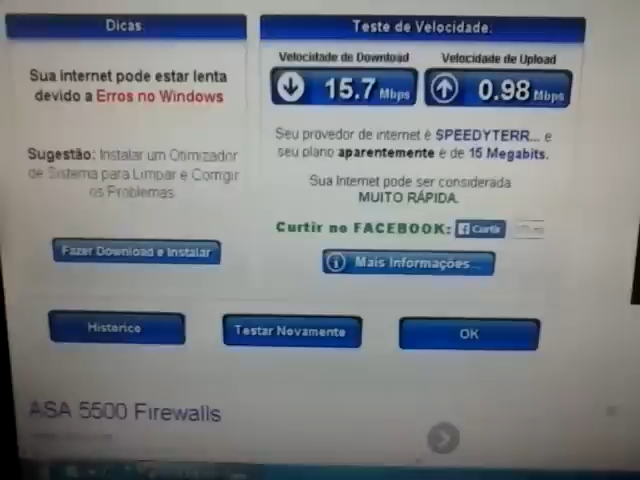 Dicas:
Sua internet pode estar lenta
devido a Erros no Windows
Sugestão: Instalar um Otimizador
de Sistema para Limpar e Corrigir
os Problemas.
Fazer Download e Instalar
Teste de Velocidade:
Velocidade de Download
Velocidade de Upload
15.7 Mbps
0.98 Mbps
Seu provedor de internet é SPEEDYTERR... e
seu plano aparentemente é de 15 Megabits.
Sua Internet pode ser considerada
MUITO RÁPIDA.
Curtir no FACEBOOK: Curtir
Mais Informações...
Historico
Testar Novamente
OK
ASA 5500 Firewalls